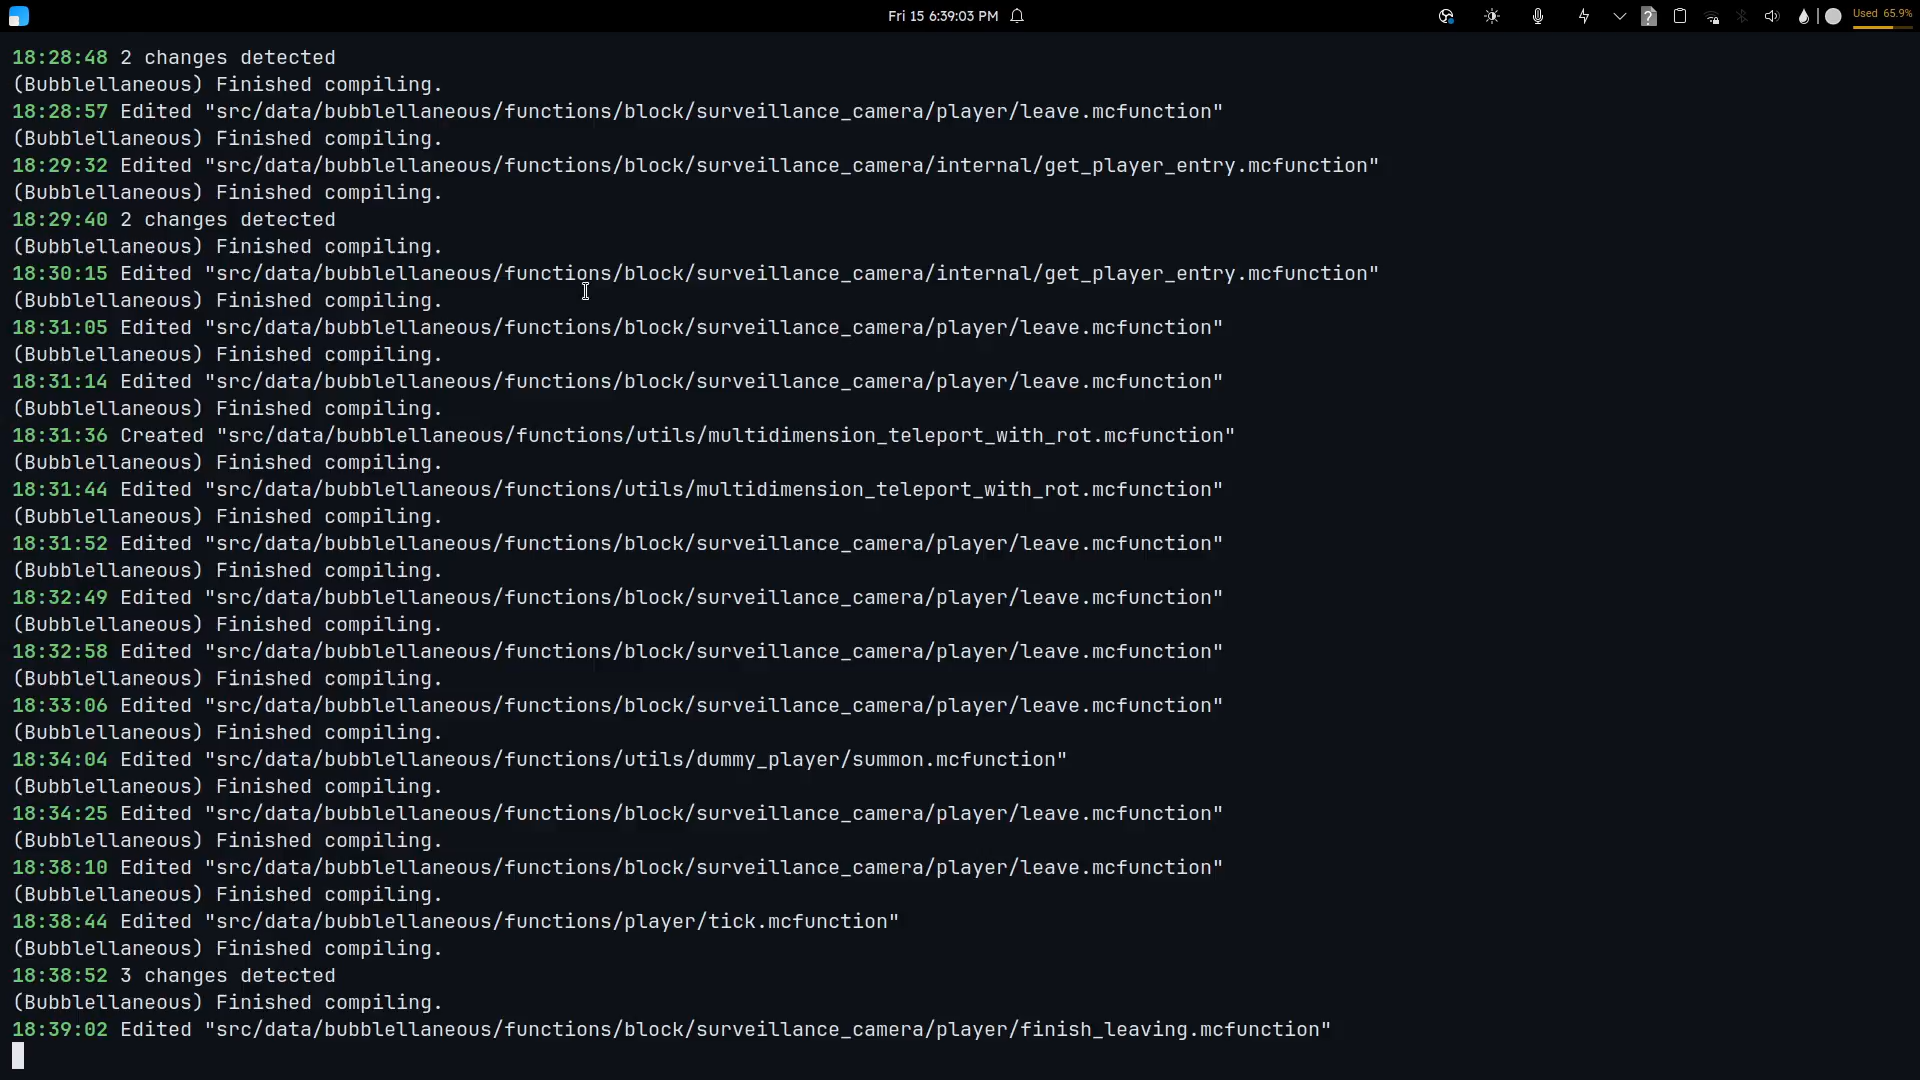 Fri 15 6:39:03 PM
Used 65.9%
18:28:48 2 changes detected
(Bubblellaneous) Finished compiling.
18:28:57 Edited "src/data/bubblellaneous/functions/block/surveillance_camera/player/leave.mcfunction"
(Bubblellaneous) Finished compiling.
18:29:32 Edited "src/data/bubblellaneous/functions/block/surveillance_camera/internal/get_player_entry.mcfunction"
(Bubblellaneous) Finished compiling.
18:29:40 2 changes detected
(Bubblellaneous) Finished compiling.
18:30:15 Edited "src/data/bubblellaneous/functions/block/surveillance_camera/internal/get_player_entry.mcfunction"
(Bubblellaneous) Finished compiling.
18:31:05 Edited "src/data/bubblellaneous/functions/block/surveillance_camera/player/leave.mcfunction"
(Bubblellaneous) Finished compiling.
18:31:14 Edited "src/data/bubblellaneous/functions/block/surveillance_camera/player/leave.mcfunction"
(Bubblellaneous) Finished compiling.
18:31:36 Created "src/data/bubblellaneous/functions/utils/multidimension_teleport_with_rot.mcfunction"
(Bubblellaneous) Finished compiling.
18:31:44 Edited "src/data/bubblellaneous/functions/utils/multidimension_teleport_with_rot.mcfunction"
(Bubblellaneous) Finished compiling.
18:31:52 Edited "src/data/bubblellaneous/functions/block/surveillance_camera/player/leave.mcfunction"
(Bubblellaneous) Finished compiling.
18:32:49 Edited "src/data/bubblellaneous/functions/block/surveillance_camera/player/leave.mcfunction"
(Bubblellaneous) Finished compiling.
18:32:58 Edited "src/data/bubblellaneous/functions/block/surveillance_camera/player/leave.mcfunction"
(Bubblellaneous) Finished compiling.
18:33:06 Edited "src/data/bubblellaneous/functions/block/surveillance_camera/player/leave.mcfunction"
(Bubblellaneous) Finished compiling.
18:34:04 Edited "src/data/bubblellaneous/functions/utils/dummy_player/summon.mcfunction"
(Bubblellaneous) Finished compiling.
18:34:25 Edited "src/data/bubblellaneous/functions/block/surveillance_camera/player/leave.mcfunction"
(Bubblellaneous) Finished compiling.
18:38:10 Edited "src/data/bubblellaneous/functions/block/surveillance_camera/player/leave.mcfunction"
(Bubblellaneous) Finished compiling.
18:38:44 Edited "src/data/bubblellaneous/functions/player/tick.mcfunction"
(Bubblellaneous) Finished compiling.
18:38:52 3 changes detected
(Bubblellaneous) Finished compiling.
18:39:02 Edited "src/data/bubblellaneous/functions/block/surveillance_camera/player/finish_leaving.mcfunction"